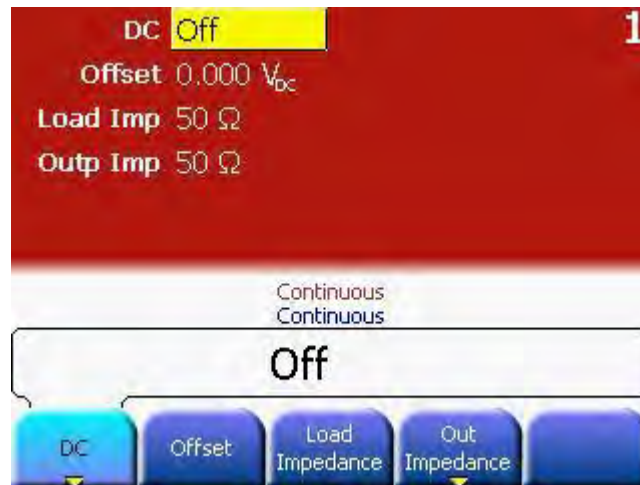 DC Off 1
Offset 0.000 VDC
Load Imp 50 Ω
Outp Imp 50 Ω
Continuous
Continuous
Off
DC
Offset
Load
Impedance
Out
Impedance